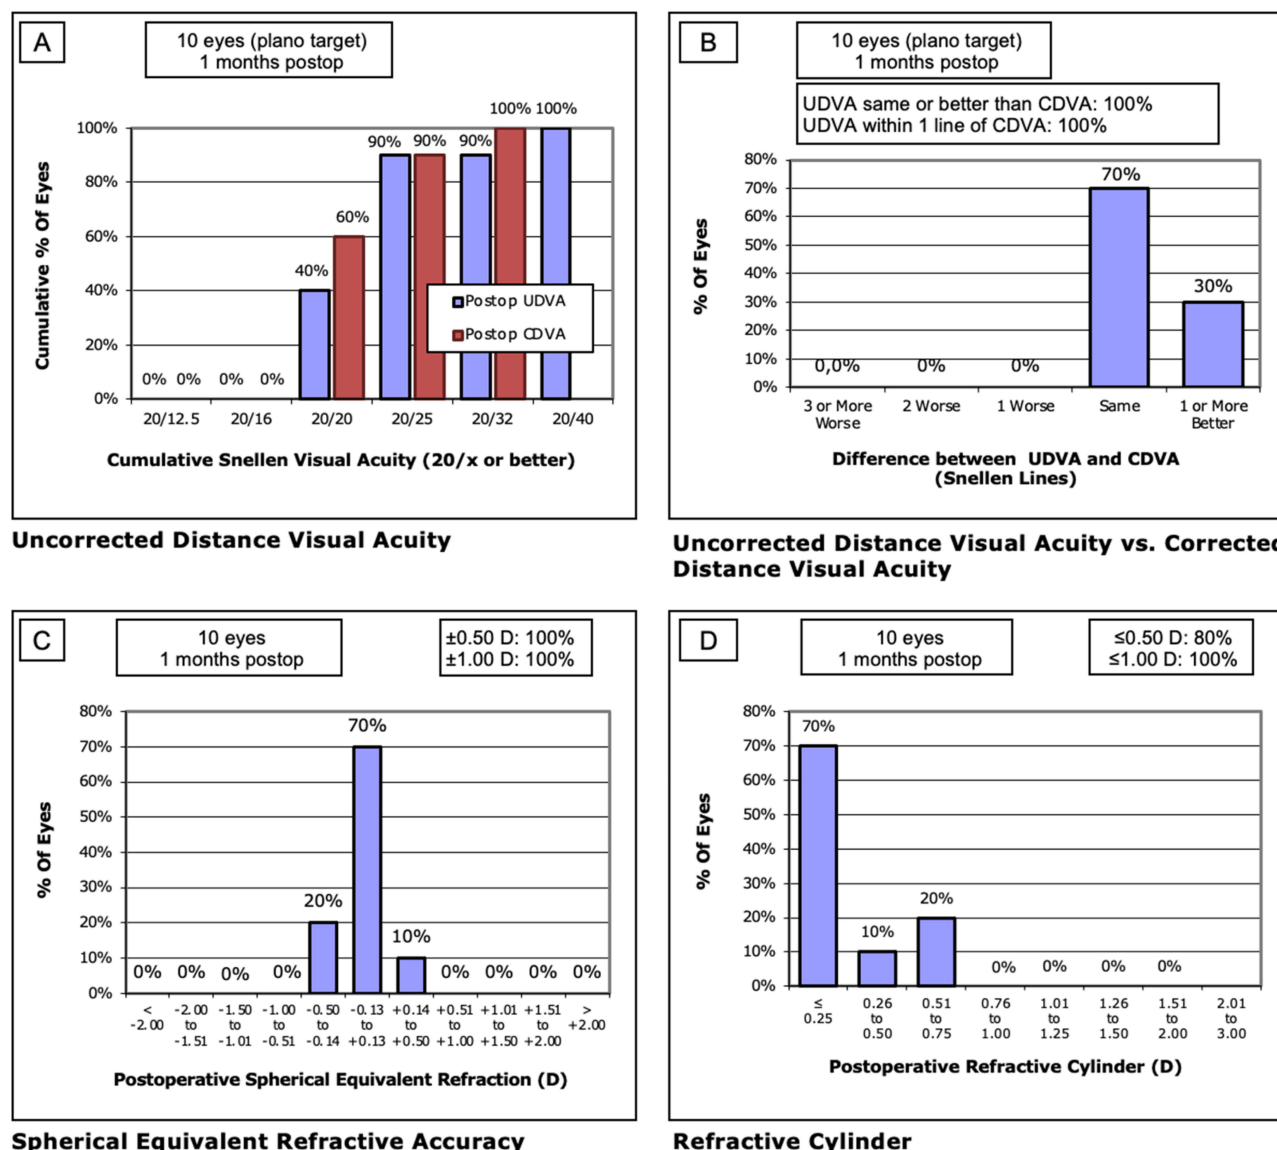 A
10 eyes (plano target)
1 months postop
100% 100%
100%
90% 90% 90%
80%
60%
60%
40%
40%
Postop UDVA
Postop CDVA
20%
0% 0% 0% 0%
0%
20/12.5 20/16 20/20 20/25 20/32 20/40
Cumulative % Of Eyes
Cumulative Snellen Visual Acuity (20/x or better)
Uncorrected Distance Visual Acuity
B
10 eyes (plano target)
1 months postop
UDVA same or better than CDVA: 100%
UDVA within 1 line of CDVA: 100%
80%
70%
70%
60%
50%
40%
30%
30%
20%
10%
0,0% 0% 0%
0%
3 or More 2 Worse 1 Worse Same 1 or More
Worse Better
% Of Eyes
Difference between UDVA and CDVA
(Snellen Lines)
Uncorrected Distance Visual Acuity vs. Corrected
Distance Visual Acuity
C
10 eyes
1 months postop
±0.50 D: 100%
±1.00 D: 100%
80%
70%
70%
60%
50%
40%
30%
20%
20%
10%
10%
0% 0% 0% 0% 0% 0% 0% 0%
0%
< -2.00 -1.50 -1.00 -0.50 -0.13 +0.14 +0.51 +1.01 +1.51 >
-2.00 to to to to to to to to to +2.00
-1.51 -1.01 -0.51 -0.14 +0.13 +0.50 +1.00 +1.50 +2.00
% Of Eyes
Postoperative Spherical Equivalent Refraction (D)
Spherical Equivalent Refractive Accuracy
D
10 eyes
1 months postop
≤0.50 D: 80%
≤1.00 D: 100%
80%
70%
70%
60%
50%
40%
30%
20%
20%
10%
10%
0% 0% 0% 0%
0%
≤ 0.26 0.51 0.76 1.01 1.26 1.51 2.01
0.25 to to to to to to to
0.50 0.75 1.00 1.25 1.50 2.00 3.00
% Of Eyes
Postoperative Refractive Cylinder (D)
Refractive Cylinder